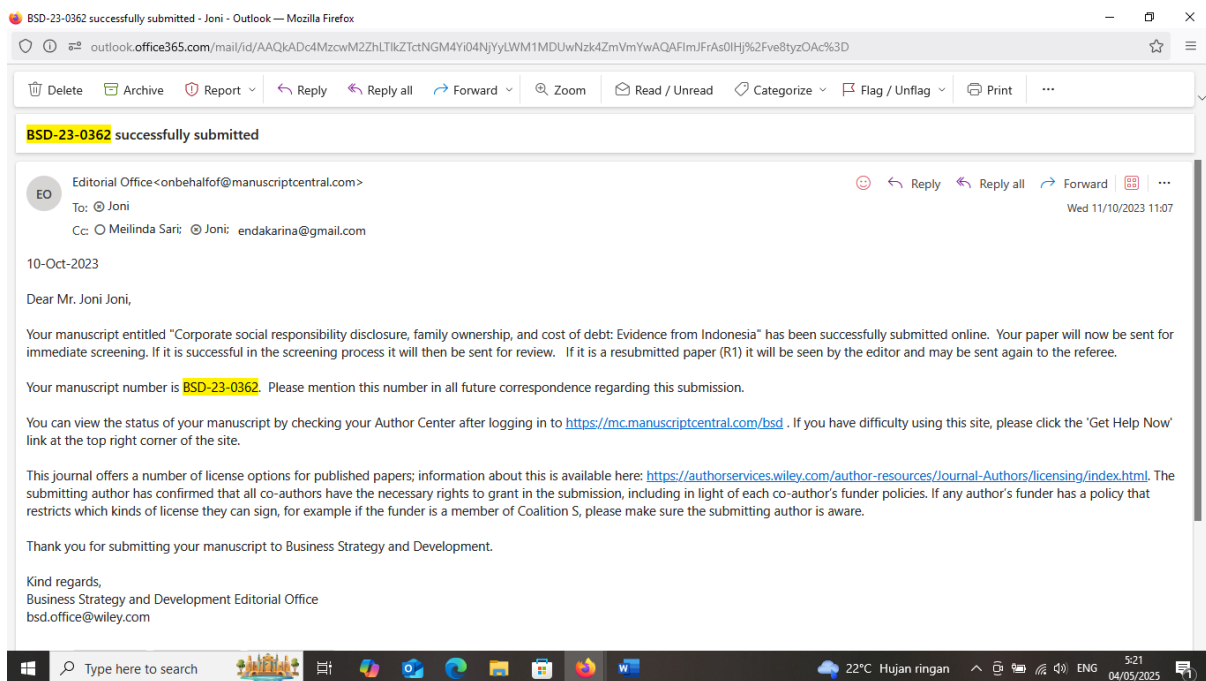 BSD-23-0362 successfully submitted - Joni - Outlook — Mozilla Firefox
outlook.office365.com/mail/id/AAQkADc4MzcwM2ZhLTlkZTctNGM4Yi04NjYyLWM1MDUwNzk4ZmVmYwAQAFImJFrAs0IHj%2Fve8tyzOAc%3D
Delete Archive Report Reply Reply all Forward Zoom Read / Unread Categorize Flag / Unflag Print ...
BSD-23-0362 successfully submitted
EO
Editorial Office<onbehalfof@manuscriptcentral.com>
Reply Reply all Forward ...
To: Joni
Wed 11/10/2023 11:07
Cc: Meilinda Sari; Joni; endakarina@gmail.com
10-Oct-2023
Dear Mr. Joni Joni,
Your manuscript entitled "Corporate social responsibility disclosure, family ownership, and cost of debt: Evidence from Indonesia" has been successfully submitted online. Your paper will now be sent for
immediate screening. If it is successful in the screening process it will then be sent for review. If it is a resubmitted paper (R1) it will be seen by the editor and may be sent again to the referee.
Your manuscript number is BSD-23-0362. Please mention this number in all future correspondence regarding this submission.
You can view the status of your manuscript by checking your Author Center after logging in to https://mc.manuscriptcentral.com/bsd . If you have difficulty using this site, please click the 'Get Help Now'
link at the top right corner of the site.
This journal offers a number of license options for published papers; information about this is available here: https://authorservices.wiley.com/author-resources/Journal-Authors/licensing/index.html. The
submitting author has confirmed that all co-authors have the necessary rights to grant in the submission, including in light of each co-author's funder policies. If any author's funder has a policy that
restricts which kinds of license they can sign, for example if the funder is a member of Coalition S, please make sure the submitting author is aware.
Thank you for submitting your manuscript to Business Strategy and Development.
Kind regards,
Business Strategy and Development Editorial Office
bsd.office@wiley.com
Type here to search
22°C Hujan ringan
ENG
5:21
04/05/2025
1